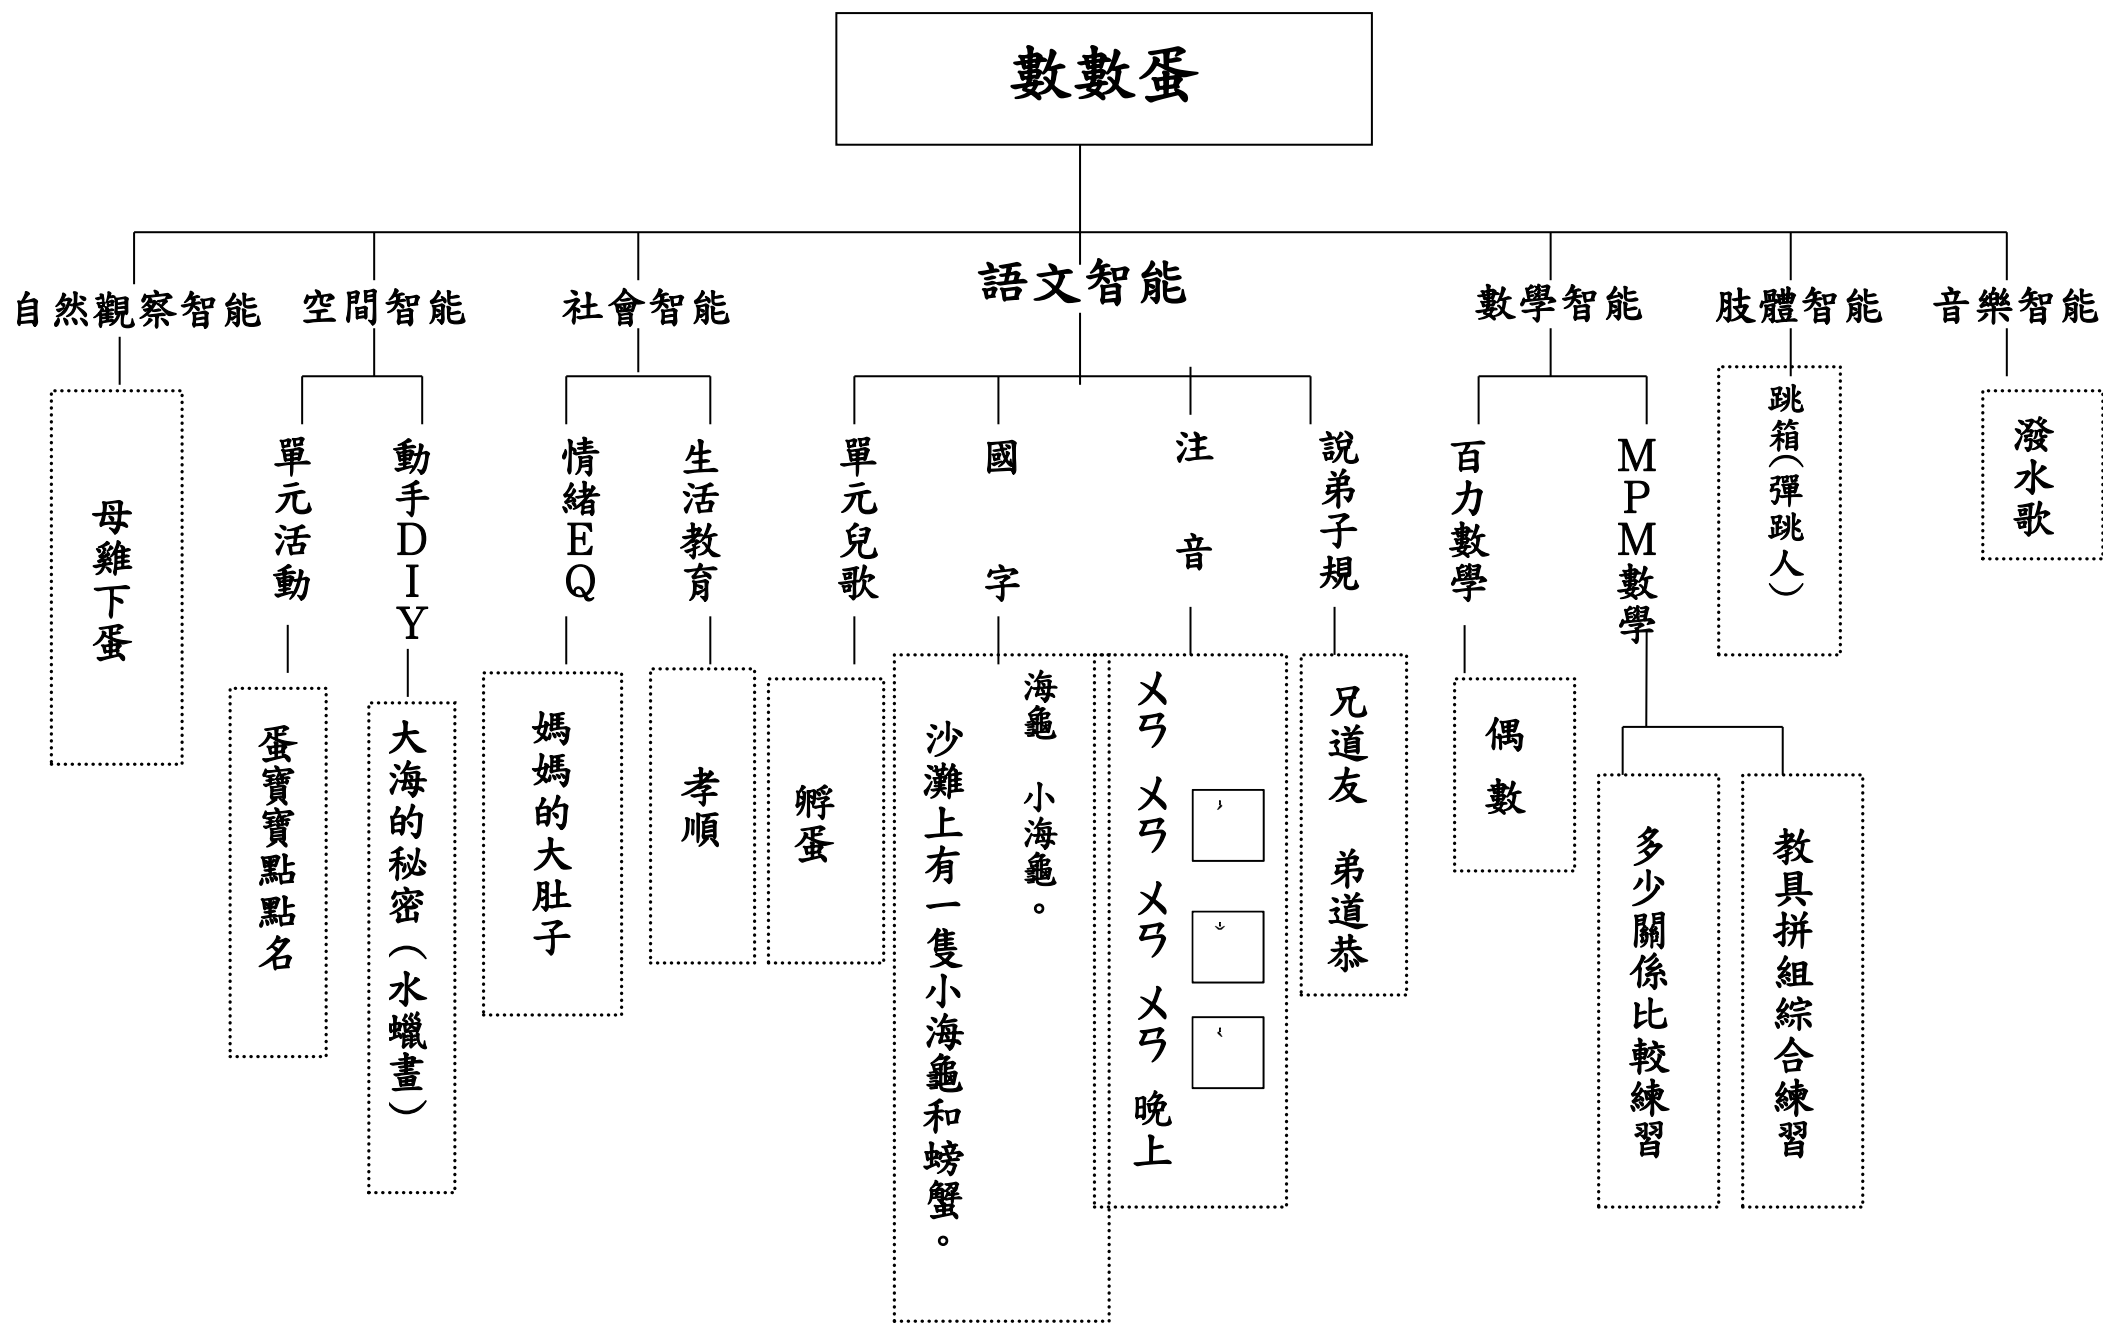 數數蛋
自然觀察智能
空間智能
社會智能
語文智能
數學智能
肢體智能
音樂智能
母雞下蛋
單元活動
蛋寶寶點點名
動手DIY
大海的秘密（水蠟畫）
情緒EQ
媽媽的大肚子
生活教育
孝順
單元兒歌
孵蛋
國字
海龜 小海龜。
沙灘上有一隻小海龜和螃蟹。
注音
ㄨㄢ ㄨㄢˊ ㄨㄢˇ ㄨㄢˋ 晚上
說弟子規
兄道友 弟道恭
百力數學
偶數
MPM數學
多少關係比較練習
教具拼組綜合練習
跳箱（彈跳人）
潑水歌